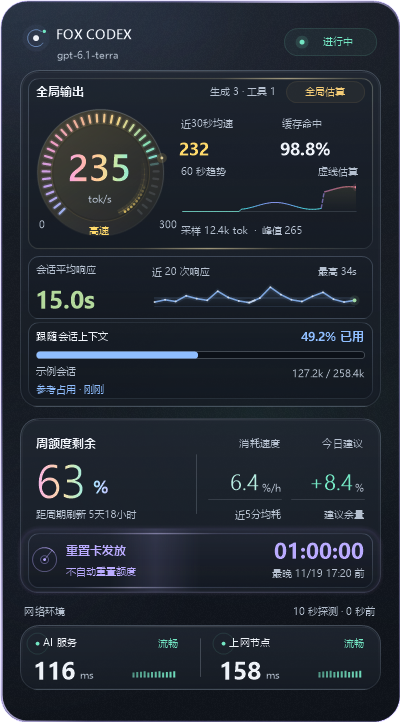 FOX CODEX
进行中
gpt-6.1-terra
全局输出
生成 3 · 工具 1
全局估算
近30秒均速
缓存命中
235
232
98.8%
tok/s
60 秒趋势
虚线估算
0
300
高速
采样 12.4k tok · 峰值 265
会话平均响应
近 20 次响应
最高 34s
15.0s
跟随会话上下文
49.2% 已用
示例会话
127.2k / 258.4k
参考占用 · 刚刚
周额度剩余
消耗速度
今日建议
63 %
6.4 %/h
+8.4 %
距周期刷新 5天18小时
近5分均耗
建议余量
重置卡发放
01:00:00
不自动重置额度
最晚 11/19 17:20 前
网络环境
10 秒探测 · 0 秒前
AI 服务
流畅
上网节点
流畅
116 ms
158 ms